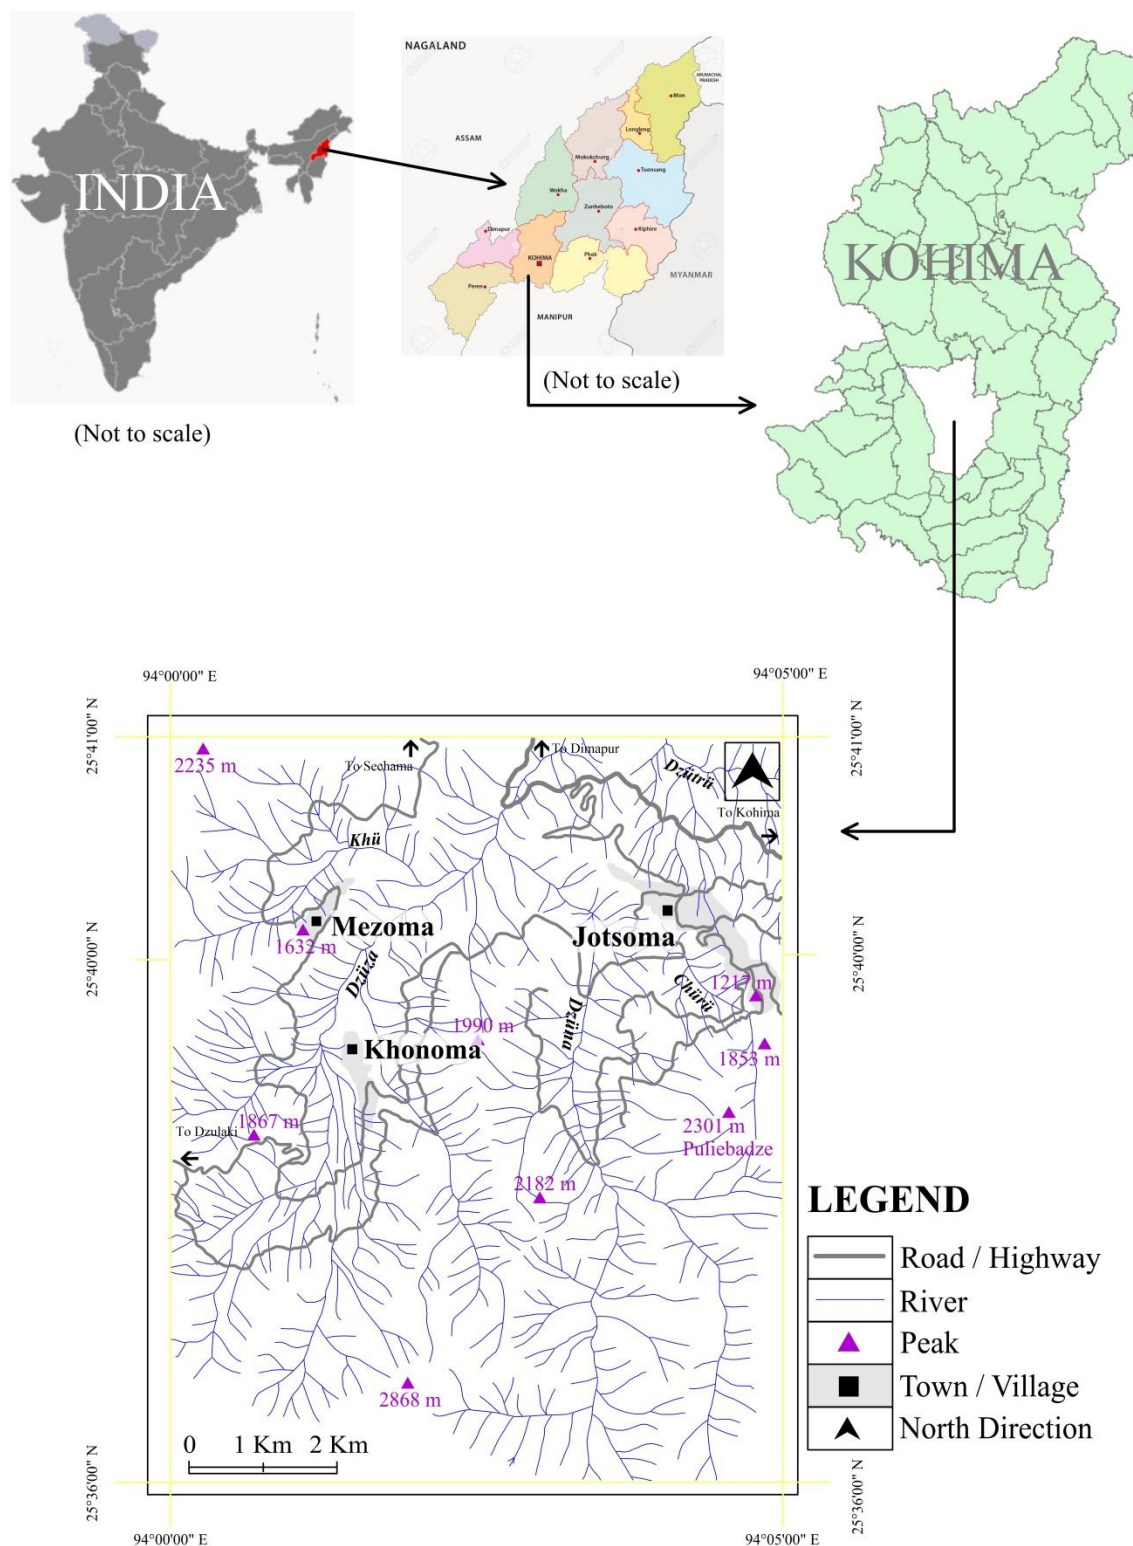 INDIA
(Not to scale)
NAGALAND
ARUNACHAL
PRADESH
ASSAM
Mon
Longleng
Mokokchung
Tuensang
Wokha
Zunheboto
Dimapur
Kiphire
KOHIMA
Phek
MYANMAR
Peren
MANIPUR
(Not to scale)
KOHIMA
94°00'00" E
94°05'00" E
25°41'00" N
25°41'00" N
2235 m
To Sechama
To Dimapur
Dzütrü
To Kohima
Khü
Mezoma
1632 m
Jotsoma
25°40'00" N
25°40'00" N
Dzüza
Chürü
1217 m
Dzüna
1990 m
Khonoma
1853 m
1867 m
To Dzulaki
2301 m
Puliebadze
2182 m
2868 m
0 1 Km 2 Km
25°36'00" N
25°36'00" N
94°00'00" E
94°05'00" E
LEGEND
Road / Highway
River
Peak
Town / Village
North Direction